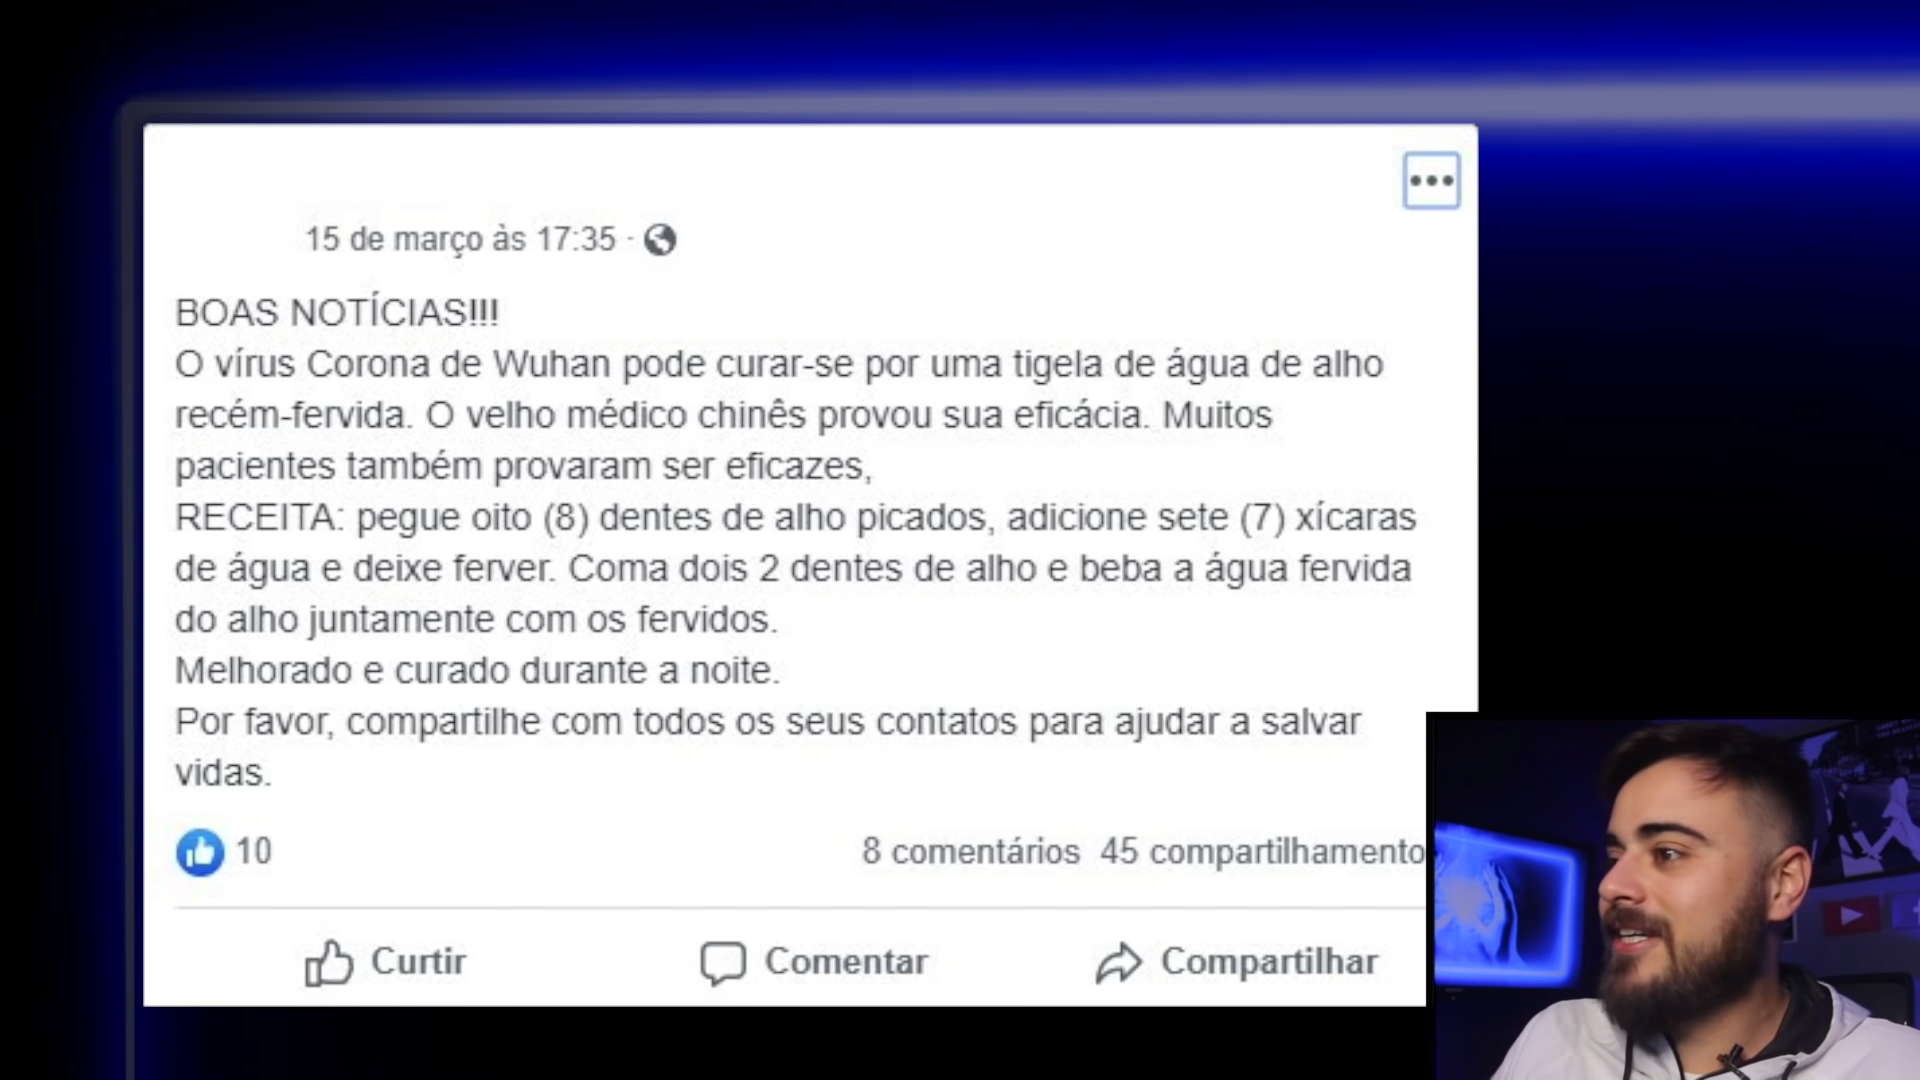 15 de março às 17:35 ·
BOAS NOTÍCIAS!!!
O vírus Corona de Wuhan pode curar-se por uma tigela de água de alho
recém-fervida. O velho médico chinês provou sua eficácia. Muitos
pacientes também provaram ser eficazes,
RECEITA: pegue oito (8) dentes de alho picados, adicione sete (7) xícaras
de água e deixe ferver. Coma dois 2 dentes de alho e beba a água fervida
do alho juntamente com os fervidos.
Melhorado e curado durante a noite.
Por favor, compartilhe com todos os seus contatos para ajudar a salvar
vidas.
10 8 comentários 45 compartilhamento
Curtir Comentar Compartilhar